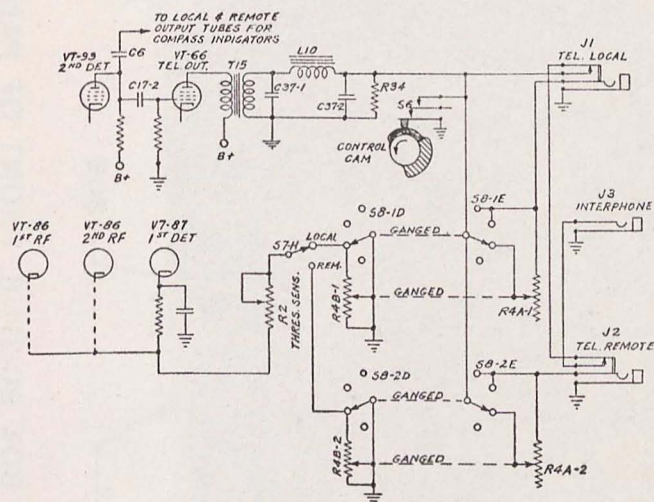 TO LOCAL & REMOTE
OUTPUT TUBES FOR
COMPASS INDICATORS
VT-93
2ND DET
C6
VT-66
TEL. OUT.
T15
L10
C17-2
C37-1
C37-2
R34
S6
CONTROL
CAM
B+
B+
J1
TEL. LOCAL
VT-86
1ST RF
VT-86
2ND RF
V7-87
1ST DET
S7-H
LOCAL
REM.
R2
THRES. SENS.
S8-1D
GANGED
S8-1E
J3
INTERPHONE
R4B-1
GANGED
R4A-1
J2
TEL. REMOTE
S8-2D
GANGED
S8-2E
R4B-2
GANGED
R4A-2